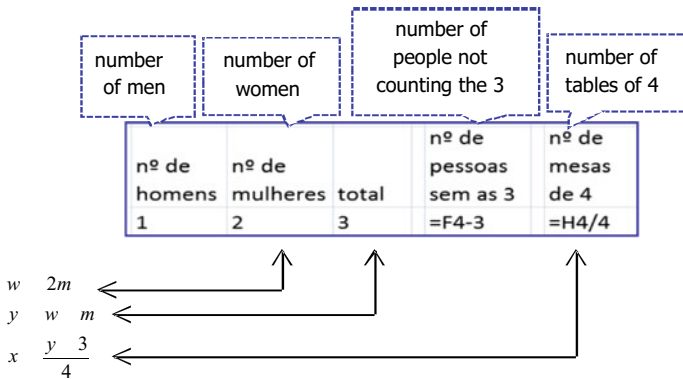 number
of men
number of
women
number of
people not
counting the 3
number of
tables of 4
nº de
homens
nº de
mulheres
total
nº de
pessoas
sem as 3
nº de
mesas
de 4
1 2 3 =F4-3 =H4/4
w 2m
y w m
x y 3
4